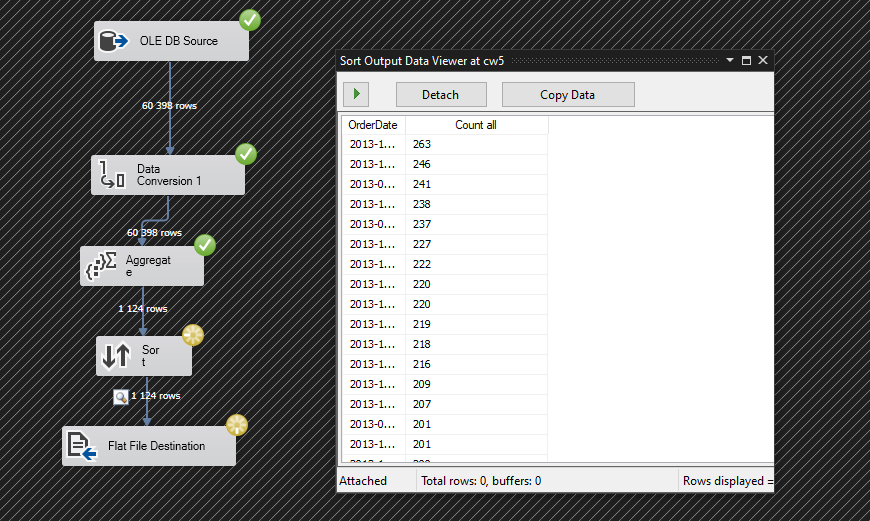 OLE DB Source
60 398 rows
Data
Conversion 1
60 398 rows
Aggregat
e
1 124 rows
Sor
t
1 124 rows
Flat File Destination
Sort Output Data Viewer at cw5
Detach Copy Data
OrderDate Count all
2013-1... 263
2013-1... 246
2013-0... 241
2013-1... 238
2013-0... 237
2013-1... 227
2013-1... 222
2013-1... 220
2013-1... 220
2013-1... 219
2013-1... 218
2013-1... 216
2013-1... 209
2013-1... 207
2013-0... 201
2013-1... 201
Attached Total rows: 0, buffers: 0 Rows displayed =